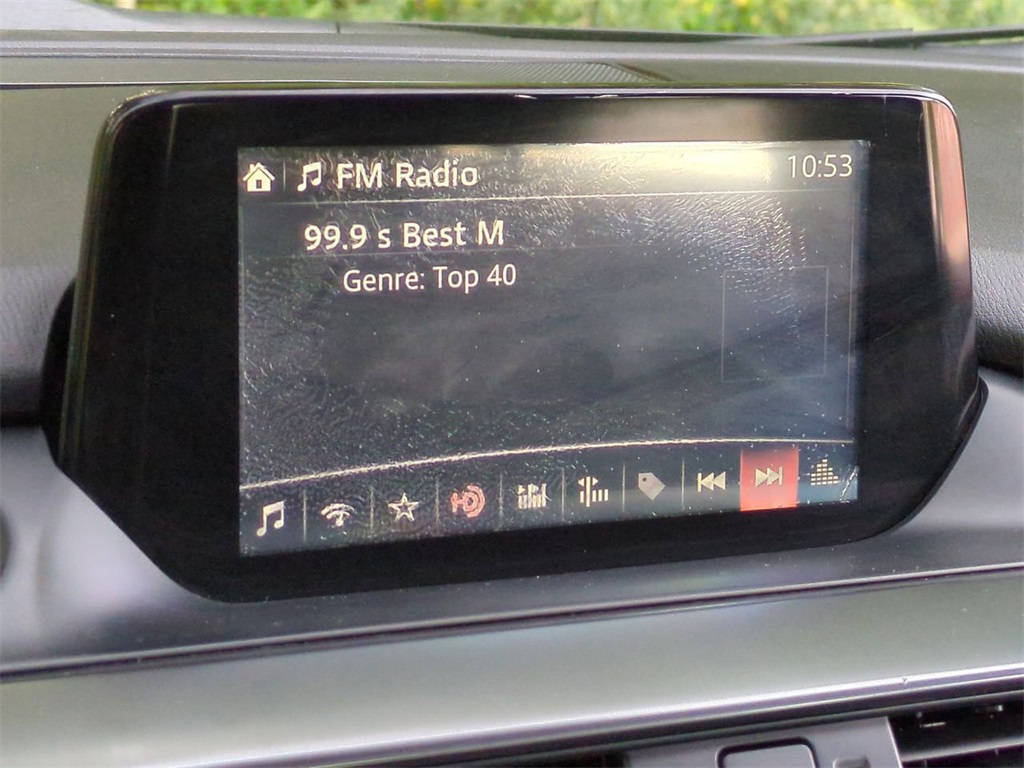 FM Radio 10:53
99.9 s Best M
Genre: Top 40